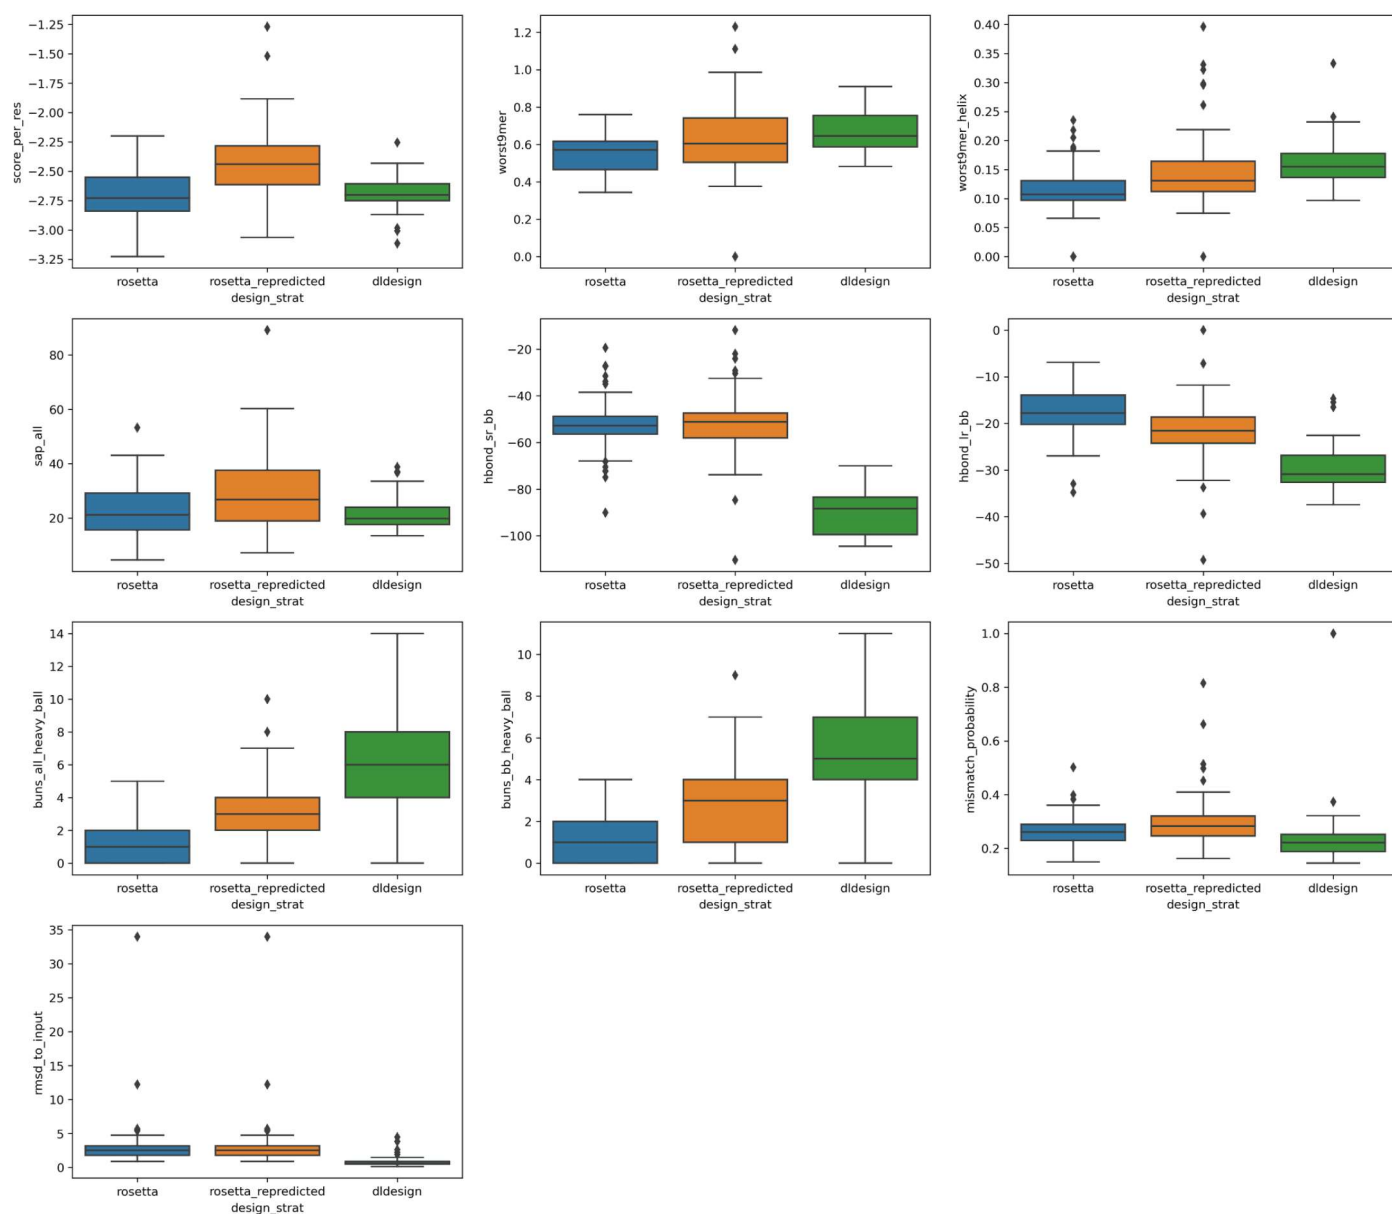 score_per_res
−1.25
−1.50
−1.75
−2.00
−2.25
−2.50
−2.75
−3.00
−3.25
rosetta rosetta_repredicted dldesign
design_strat
worst9mer
1.2
1.0
0.8
0.6
0.4
0.2
0.0
rosetta rosetta_repredicted dldesign
design_strat
worst9mer_helix
0.40
0.35
0.30
0.25
0.20
0.15
0.10
0.05
0.00
rosetta rosetta_repredicted dldesign
design_strat
sap_all
80
60
40
20
rosetta rosetta_repredicted dldesign
design_strat
hbond_sr_bb
−20
−40
−60
−80
−100
rosetta rosetta_repredicted dldesign
design_strat
hbond_lr_bb
0
−10
−20
−30
−40
−50
rosetta rosetta_repredicted dldesign
design_strat
buns_all_heavy_ball
14
12
10
8
6
4
2
0
rosetta rosetta_repredicted dldesign
design_strat
buns_bb_heavy_ball
10
8
6
4
2
0
rosetta rosetta_repredicted dldesign
design_strat
mismatch_probability
1.0
0.8
0.6
0.4
0.2
rosetta rosetta_repredicted dldesign
design_strat
rmsd_to_input
35
30
25
20
15
10
5
0
rosetta rosetta_repredicted dldesign
design_strat